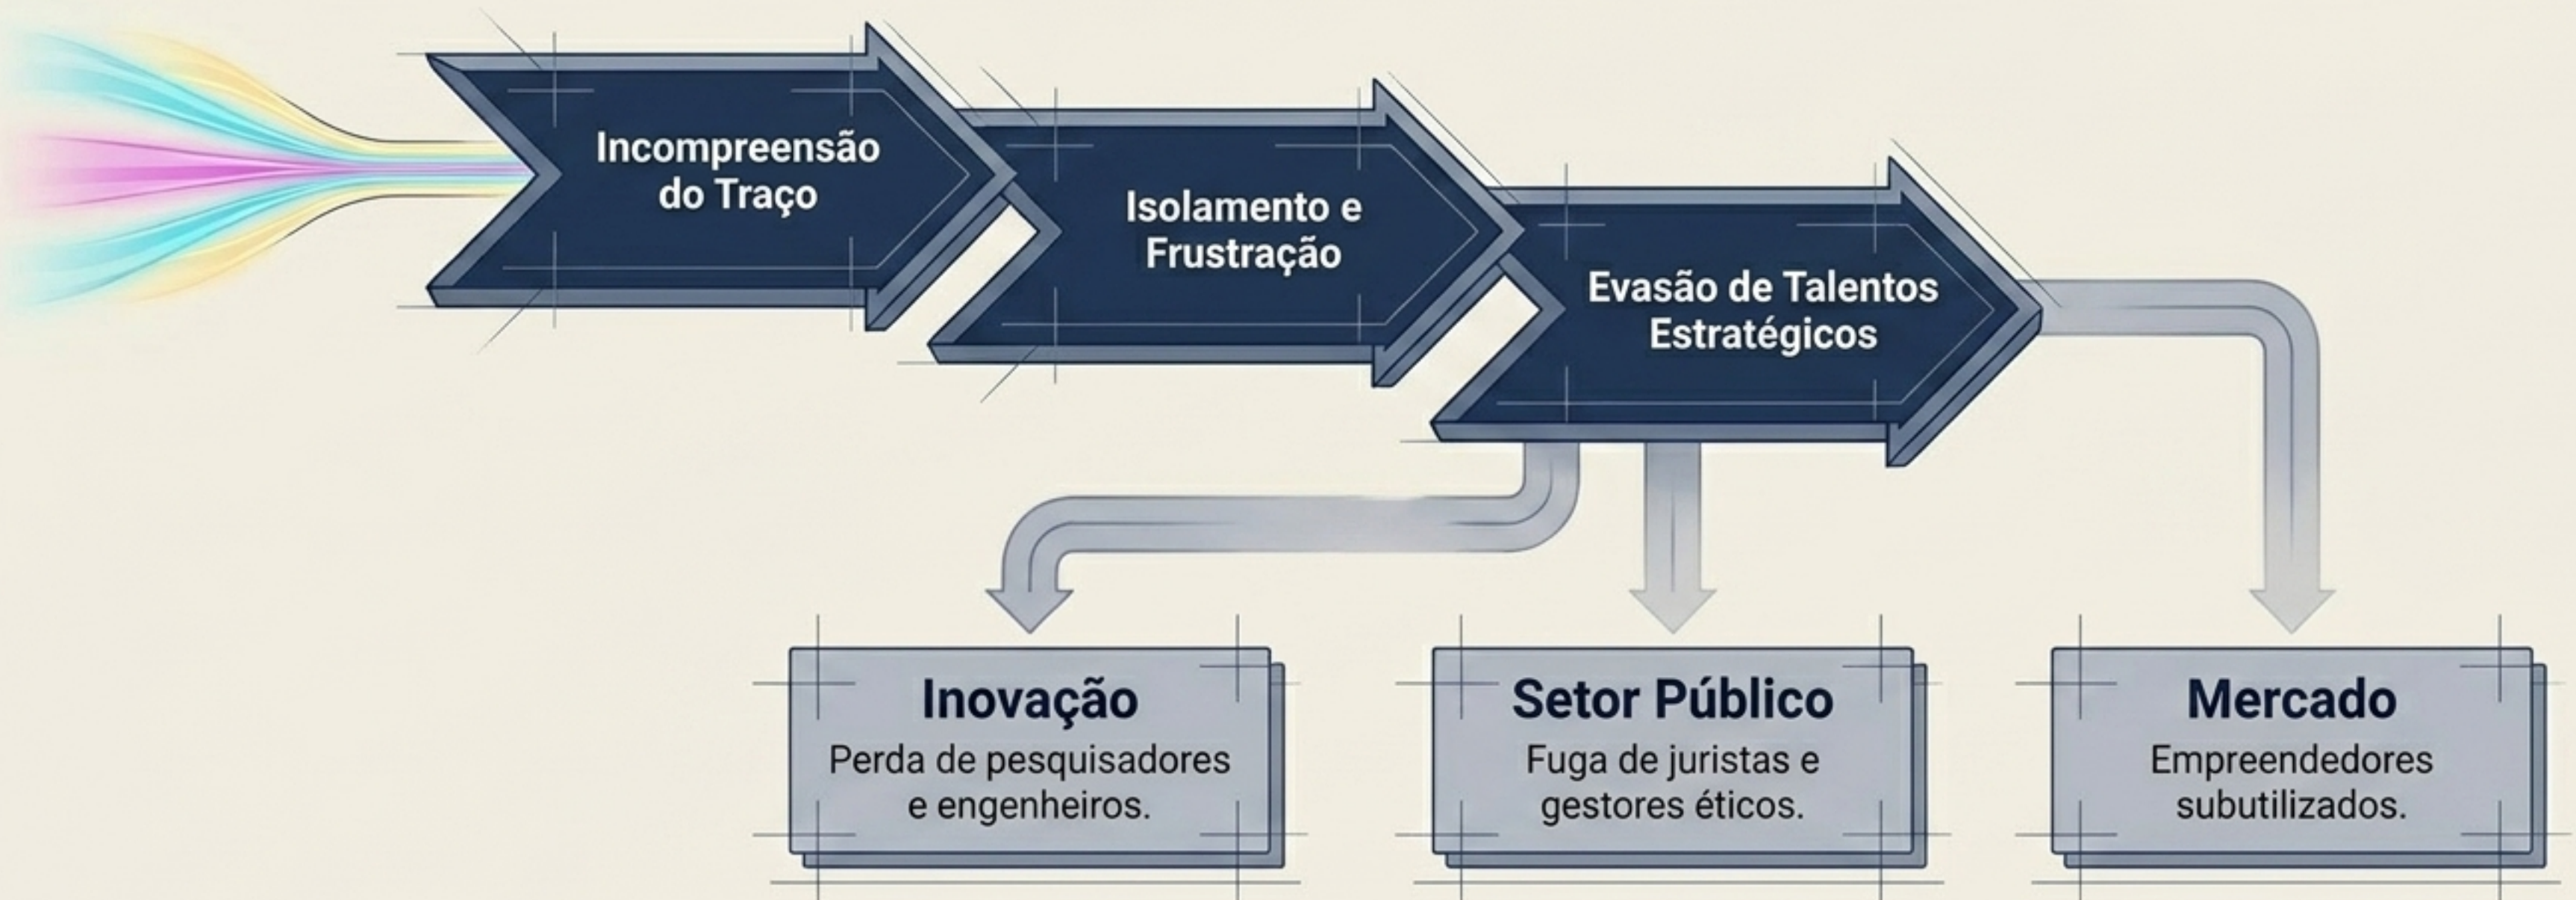 Incompreensão
do Traço
Isolamento e
Frustração
Evasão de Talentos
Estratégicos
Inovação
Perda de pesquisadores
e engenheiros.
Setor Público
Fuga de juristas e
gestores éticos.
Mercado
Empreendedores
subutilizados.